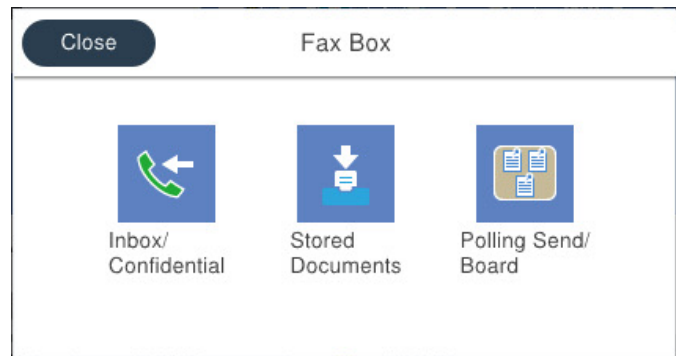 Close
Fax Box
Inbox/
Confidential
Stored
Documents
Polling Send/
Board